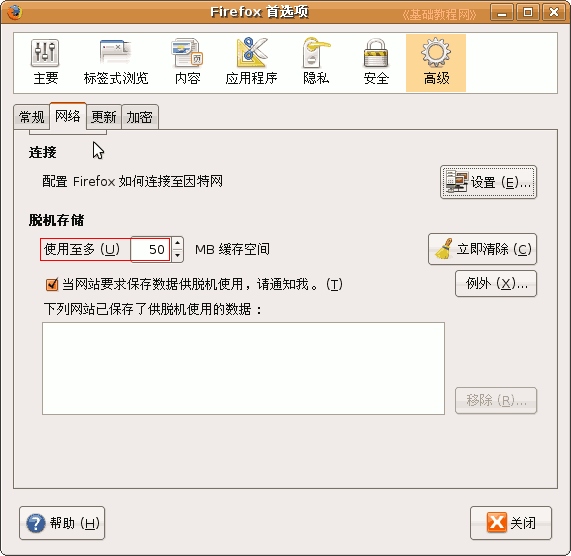 Firefox 首选项
《基础教程网》
主要 标签式浏览 内容 应用程序 隐私 安全 高级
常规 网络 更新 加密
连接
配置 Firefox 如何连接至因特网 设置 (E)...
脱机存储
使用至多 (U) 50 MB 缓存空间 立即清除 (C)
当网站要求保存数据供脱机使用，请通知我。(T) 例外 (X)...
下列网站已保存了供脱机使用的数据：
移除 (R)...
帮助 (H) 关闭